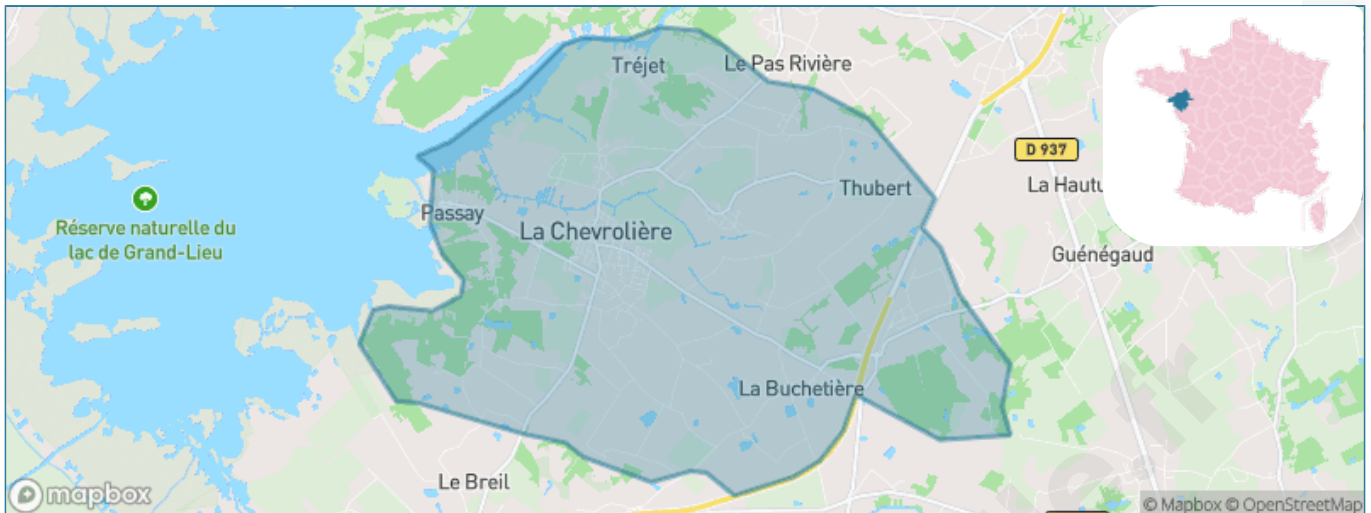 Tréjet
Le Pas Rivière
D 937
Thubert
La Hautu
Réserve naturelle du
lac de Grand-Lieu
Passay
La Chevrolière
Guénégaud
La Buchetière
Le Breil
mapbox
© Mapbox © OpenStreetMap